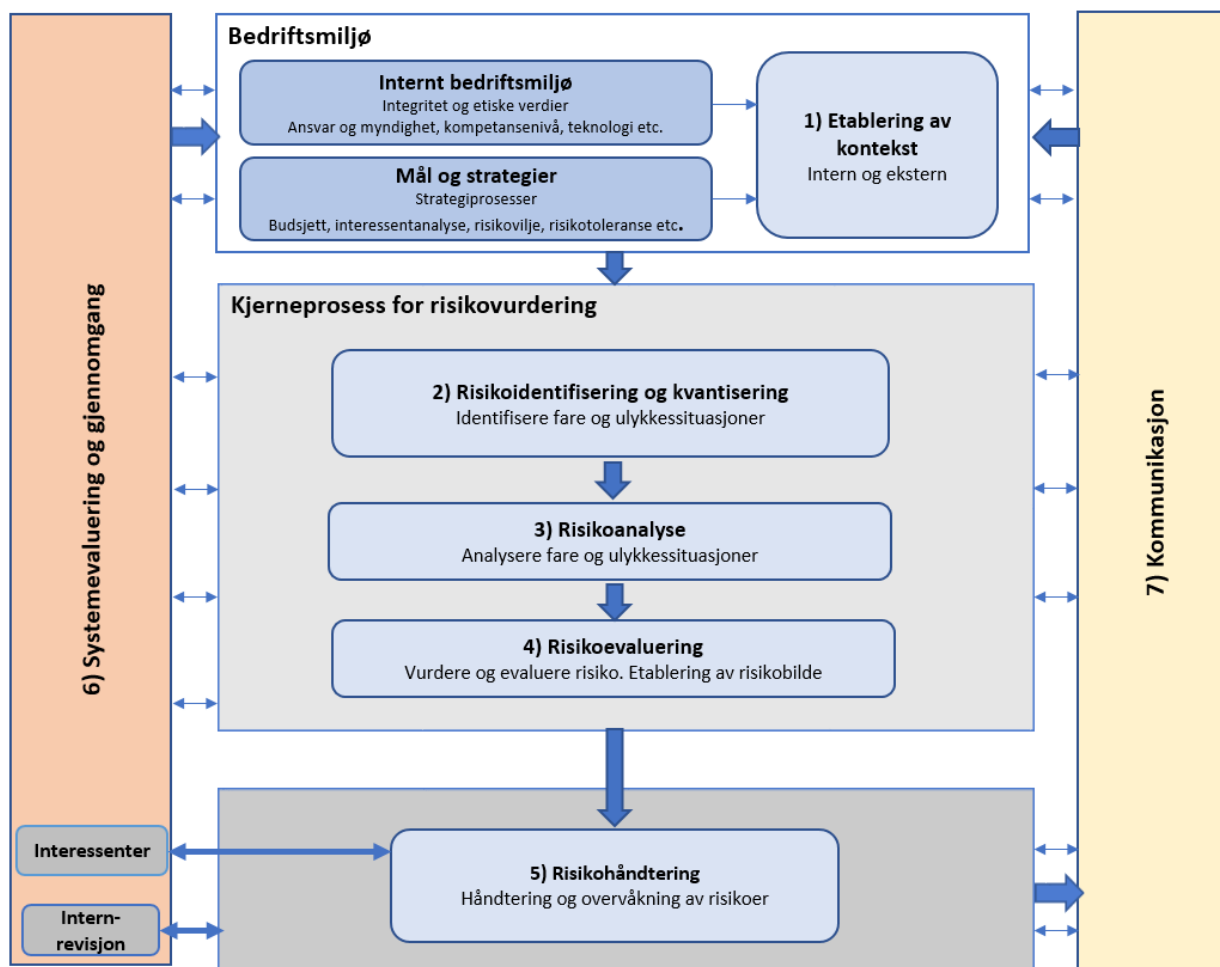 Bedriftsmiljø
Internt bedriftsmiljø
Integritet og etiske verdier
Ansvar og myndighet, kompetansenivå, teknologi etc.
Mål og strategier
Strategiprosesser
Budsjett, interessentanalyse, risikovilje, risikotoleranse etc.
1) Etablering av
kontekst
Intern og ekstern
Kjerneprosess for risikovurdering
2) Risikoidentifisering og kvantisering
Identifisere fare og ulykkessituasjoner
3) Risikoanalyse
Analysere fare og ulykkessituasjoner
4) Risikoevaluering
Vurdere og evaluere risiko. Etablering av risikobilde
5) Risikohåndtering
Håndtering og overvåkning av risikoer
6) Systemevaluering og gjennomgang
Interessenter
Intern-
revisjon
7) Kommunikasjon